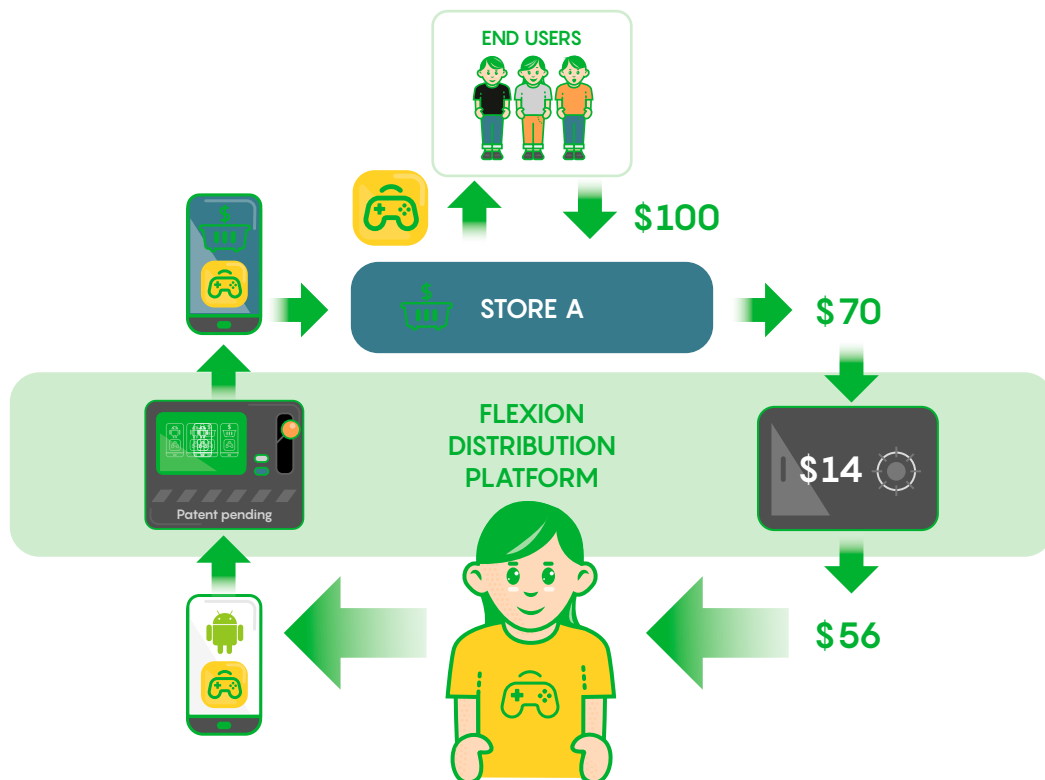 END USERS
$100
STORE A
$70
FLEXION
DISTRIBUTION
PLATFORM
$14
Patent pending
$56